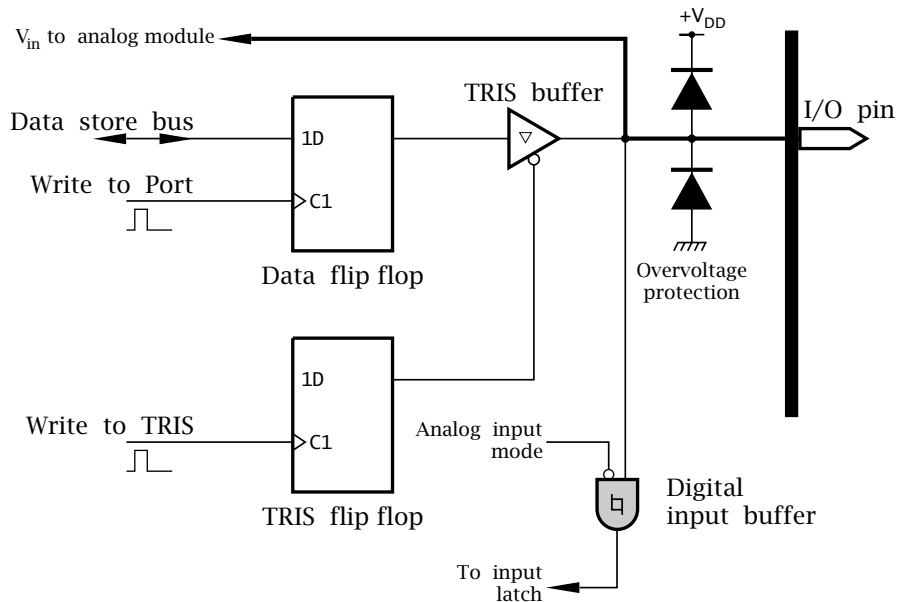 +V_DD
V_in to analog module
TRIS buffer
I/O pin
Data store bus
1D
Write to Port
C1
Data flip flop
Overvoltage
protection
1D
Write to TRIS
C1
Analog input
mode
TRIS flip flop
Digital
input buffer
To input
latch